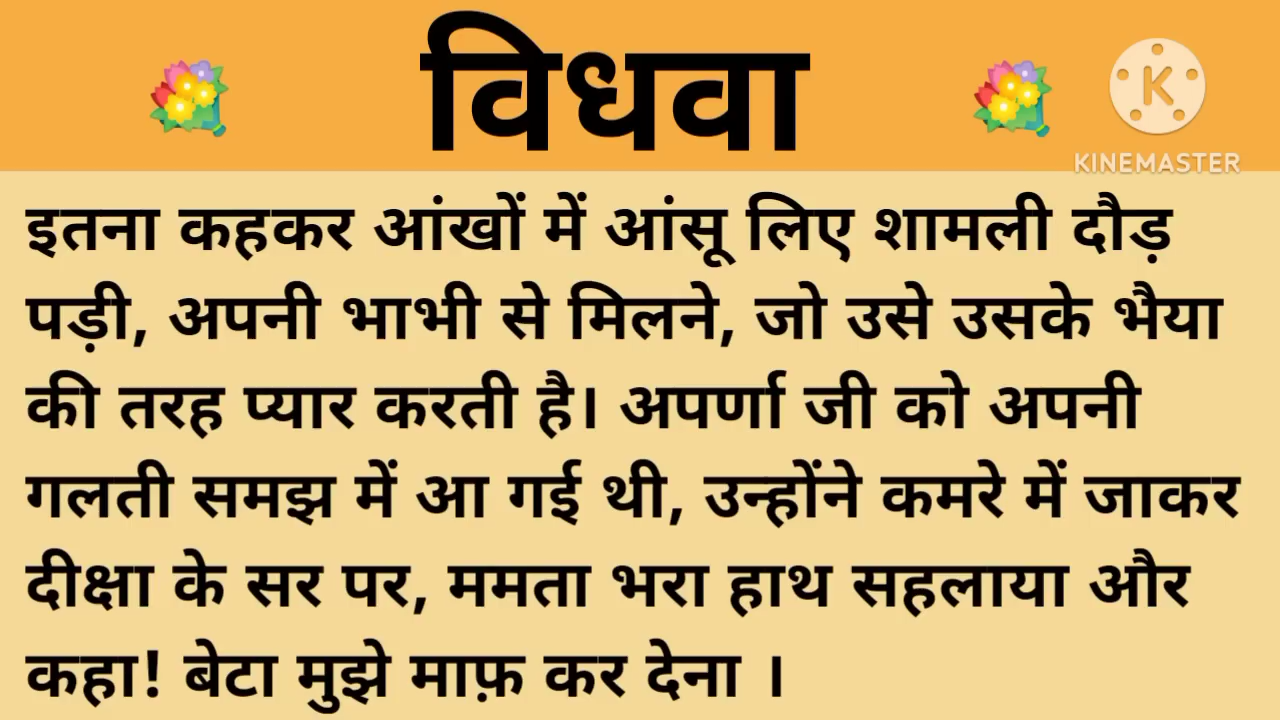 विधवा
K
KINEMASTER
इतना कहकर आंखों में आंसू लिए शामली दौड़
पड़ी, अपनी भाभी से मिलने, जो उसे उसके भैया
की तरह प्यार करती है। अपर्णा जी को अपनी
गलती समझ में आ गई थी, उन्होंने कमरे में जाकर
दीक्षा के सर पर, ममता भरा हाथ सहलाया और
कहा! बेटा मुझे माफ़ कर देना ।